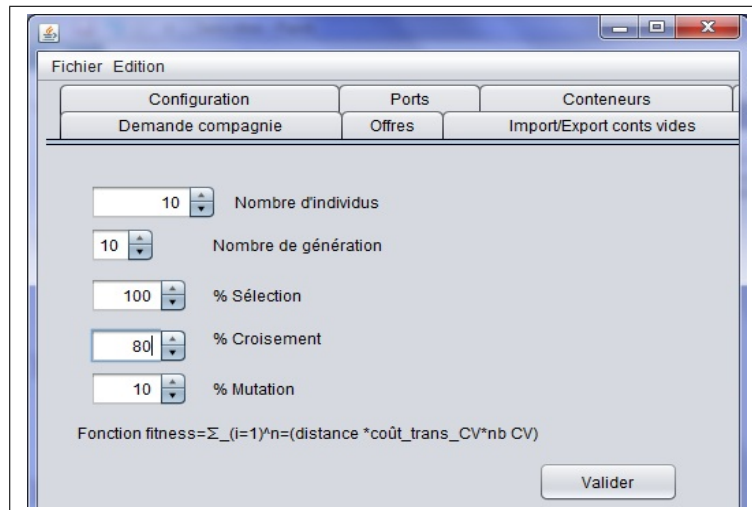 Fichier Edition
Configuration Ports Conteneurs
Demande compagnie Offres Import/Export conts vides
10 Nombre d'individus
10 Nombre de génération
100 % Sélection
80 % Croisement
10 % Mutation
Fonction fitness=Σ_(i=1)^n=(distance *coût_trans_CV*nb CV)
Valider